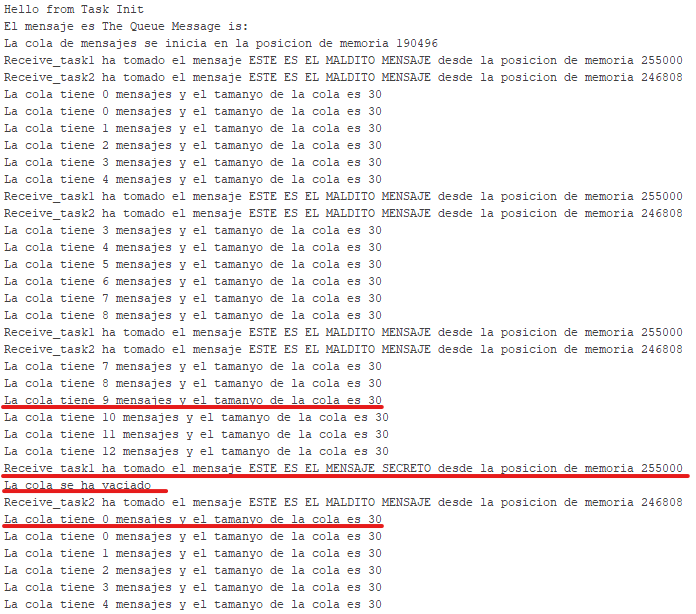 Hello from Task Init
El mensaje es The Queue Message is:
La cola de mensajes se inicia en la posicion de memoria 190496
Receive_task1 ha tomado el mensaje ESTE ES EL MALDITO MENSAJE desde la posicion de memoria 255000
Receive_task2 ha tomado el mensaje ESTE ES EL MALDITO MENSAJE desde la posicion de memoria 246808
La cola tiene 0 mensajes y el tamanyo de la cola es 30
La cola tiene 0 mensajes y el tamanyo de la cola es 30
La cola tiene 1 mensajes y el tamanyo de la cola es 30
La cola tiene 2 mensajes y el tamanyo de la cola es 30
La cola tiene 3 mensajes y el tamanyo de la cola es 30
La cola tiene 4 mensajes y el tamanyo de la cola es 30
Receive_task1 ha tomado el mensaje ESTE ES EL MALDITO MENSAJE desde la posicion de memoria 255000
Receive_task2 ha tomado el mensaje ESTE ES EL MALDITO MENSAJE desde la posicion de memoria 246808
La cola tiene 3 mensajes y el tamanyo de la cola es 30
La cola tiene 4 mensajes y el tamanyo de la cola es 30
La cola tiene 5 mensajes y el tamanyo de la cola es 30
La cola tiene 6 mensajes y el tamanyo de la cola es 30
La cola tiene 7 mensajes y el tamanyo de la cola es 30
La cola tiene 8 mensajes y el tamanyo de la cola es 30
Receive_task1 ha tomado el mensaje ESTE ES EL MALDITO MENSAJE desde la posicion de memoria 255000
Receive_task2 ha tomado el mensaje ESTE ES EL MALDITO MENSAJE desde la posicion de memoria 246808
La cola tiene 7 mensajes y el tamanyo de la cola es 30
La cola tiene 8 mensajes y el tamanyo de la cola es 30
La cola tiene 9 mensajes y el tamanyo de la cola es 30
La cola tiene 10 mensajes y el tamanyo de la cola es 30
La cola tiene 11 mensajes y el tamanyo de la cola es 30
La cola tiene 12 mensajes y el tamanyo de la cola es 30
Receive_task1 ha tomado el mensaje ESTE ES EL MENSAJE SECRETO desde la posicion de memoria 255000
La cola se ha vaciado
Receive_task2 ha tomado el mensaje ESTE ES EL MALDITO MENSAJE desde la posicion de memoria 246808
La cola tiene 0 mensajes y el tamanyo de la cola es 30
La cola tiene 0 mensajes y el tamanyo de la cola es 30
La cola tiene 1 mensajes y el tamanyo de la cola es 30
La cola tiene 2 mensajes y el tamanyo de la cola es 30
La cola tiene 3 mensajes y el tamanyo de la cola es 30
La cola tiene 4 mensajes y el tamanyo de la cola es 30